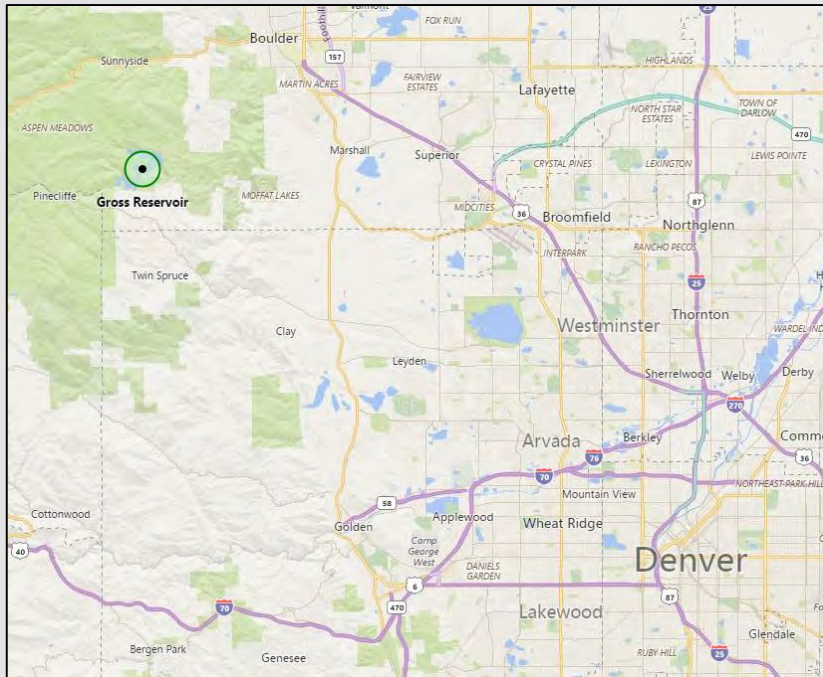 Foothill
Boulder
FOX RUN
25
157
Sunnyside
HIGHLANDS
MARTIN ACRES
FAIRVIEW
ESTATES
Lafayette
NORTH STAR
ESTATES
TOWN OF
DARLOW
470
ASPEN MEADOWS
Marshall
Superior
CRYSTAL PINES
LEXINGTON
LEWIS POINTE
Pinecliffe
Gross Reservoir
MOFFAT LAKES
MIDCITIES
36
Broomfield
87
Northglenn
INTERPARK
RANCHO PECOS
Twin Spruce
25
Thornton
Clay
Westminster
WARDEL IND
Leyden
Sherrelwood
Welby
Derby
270
Arvada
Berkley
Comme
76
36
70
Mountain View
NORTHEAST PARK HILL
58
Cottonwood
Golden
Applewood
Wheat Ridge
40
Camp
George
West
DANIELS
GARDEN
Denver
6
87
70
470
Lakewood
Glendale
Bergen Park
Genesee
RUBY HILL
25